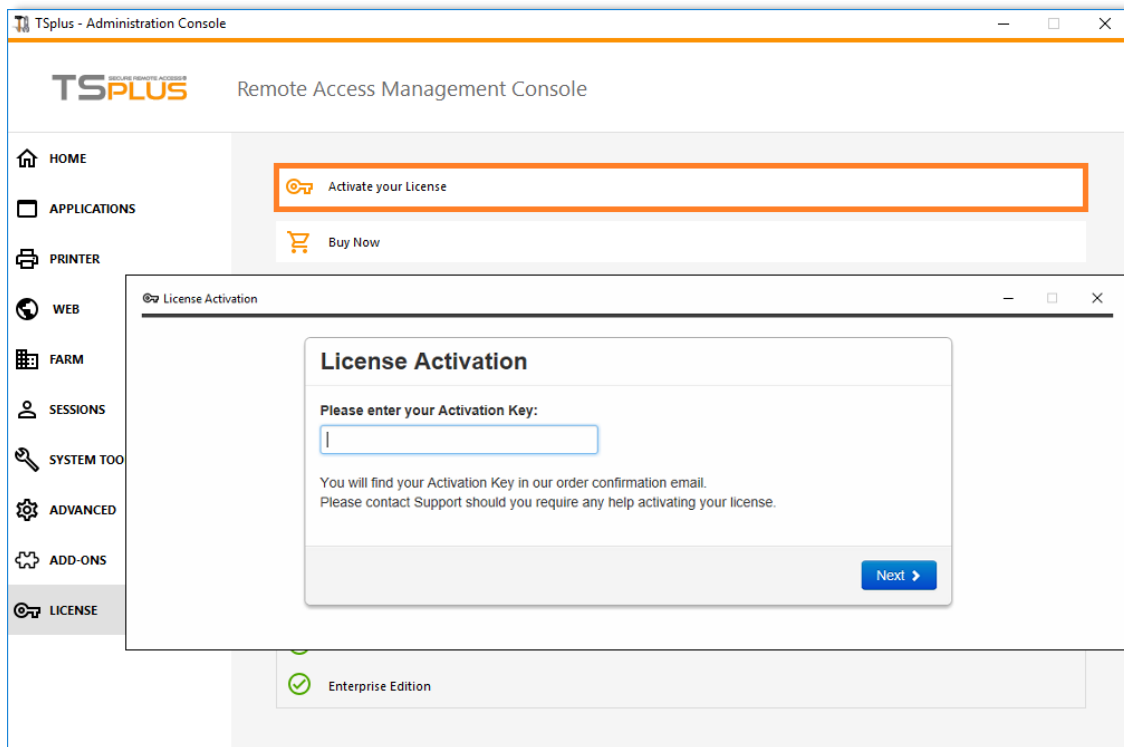 TSplus - Administration Console
TSPLUS
SECURE REMOTE ACCESS®
Remote Access Management Console
HOME
APPLICATIONS
PRINTER
WEB
FARM
SESSIONS
SYSTEM TOO
ADVANCED
ADD-ONS
LICENSE
Activate your License
Buy Now
License Activation
License Activation
Please enter your Activation Key:
You will find your Activation Key in our order confirmation email.
Please contact Support should you require any help activating your license.
Next
Enterprise Edition